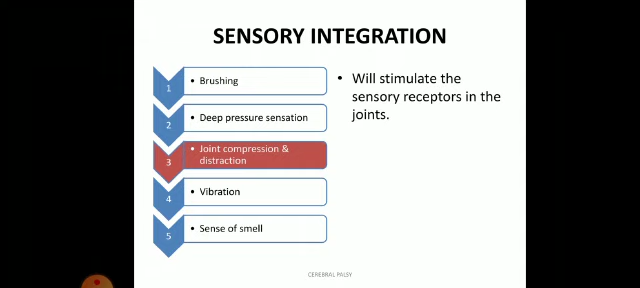 SENSORY INTEGRATION
1
• Brushing
2
• Deep pressure sensation
3
• Joint compression &
distraction
4
• Vibration
5
• Sense of smell
• Will stimulate the
sensory receptors in the
joints.
CEREBRAL PALSY